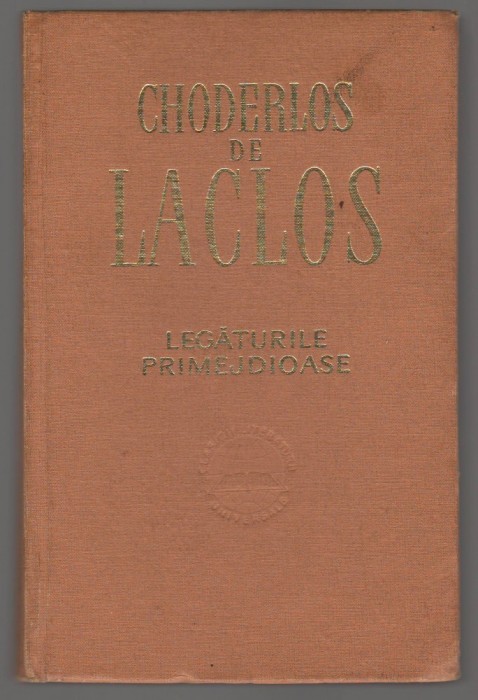 CHODERLOS
DE
LACLOS
LEGĂTURILE
PRIMEJDIOASE